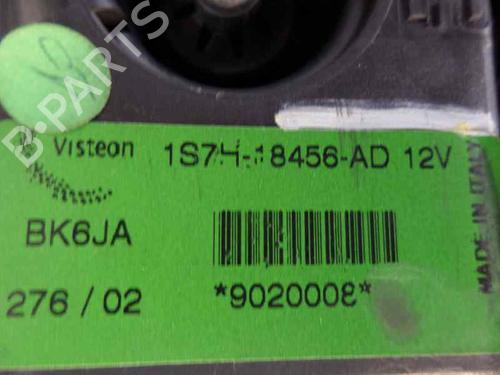 Visteon
1S7H-18456-AD 12V
BK6JA
276 / 02
*9020008*
MADE IN ITALY
B-PARTS